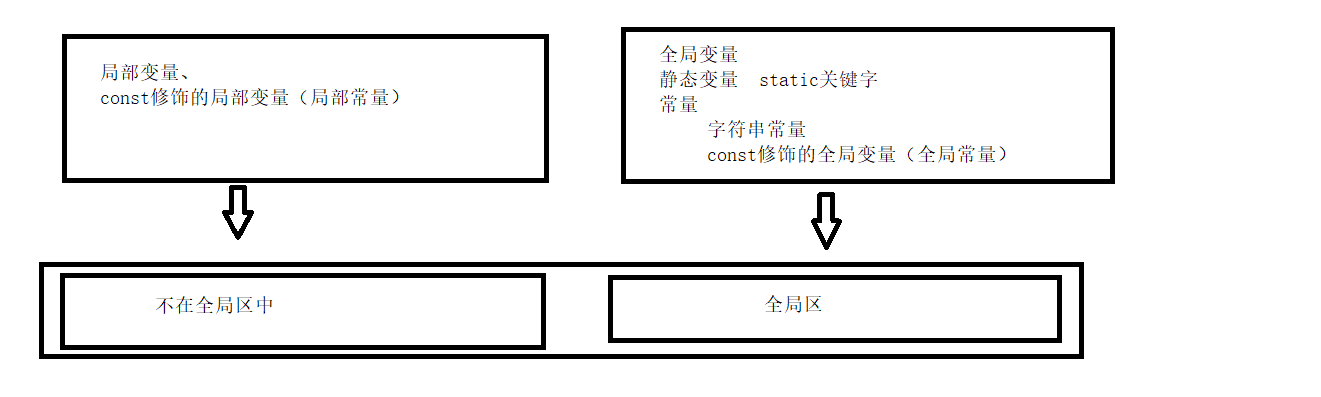 局部变量、
const修饰的局部变量（局部常量）
全局变量
静态变量 static关键字
常量
字符串常量
const修饰的全局变量（全局常量）
不在全局区中
全局区